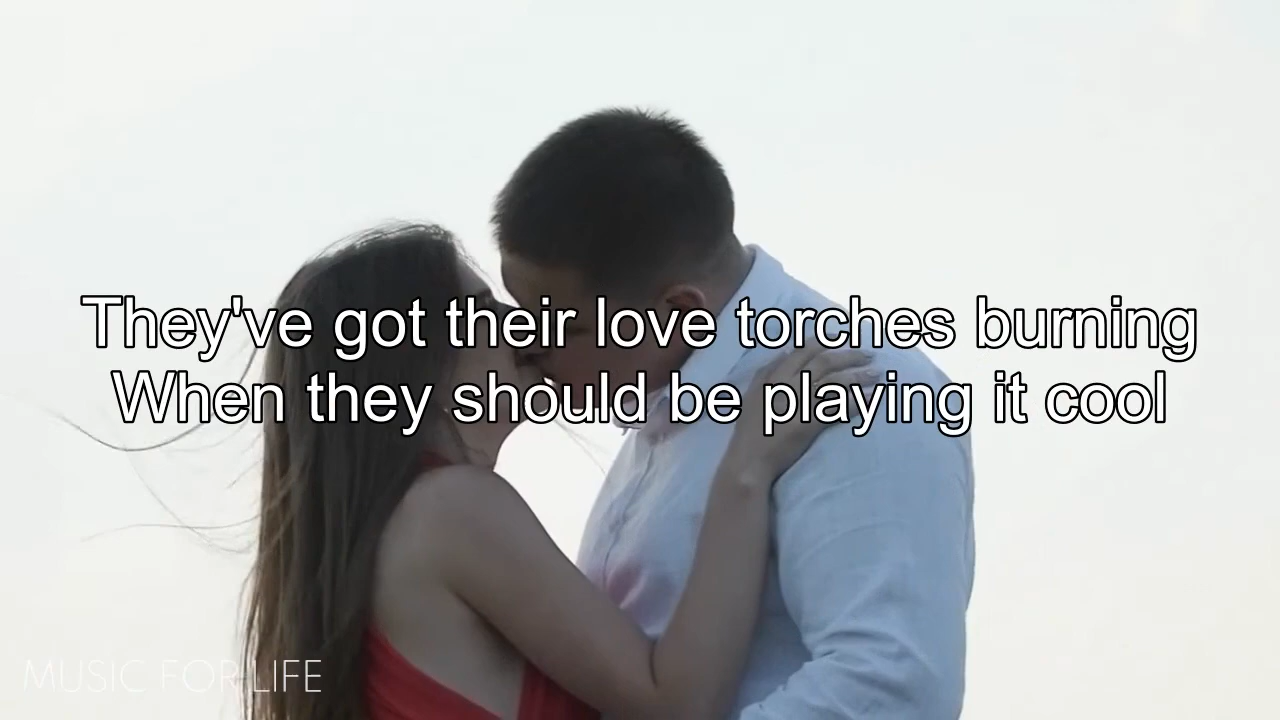 They've got their love torches burning
When they should be playing it cool
MUSIC FOR LIFE